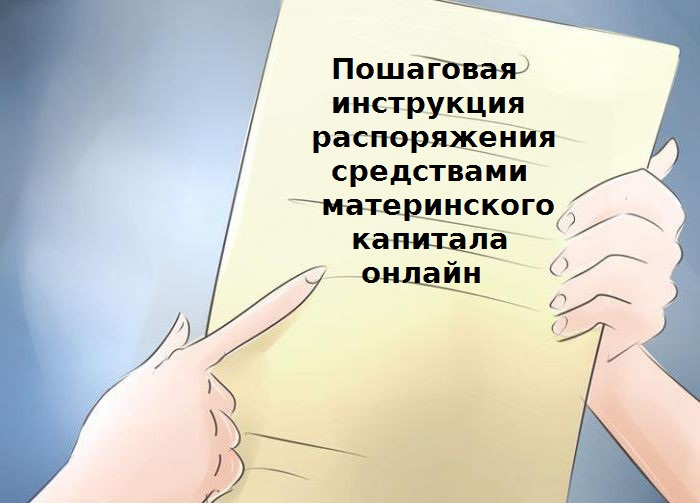 Пошаговая
инструкция
распоряжения
средствами
материнского
капитала
онлайн